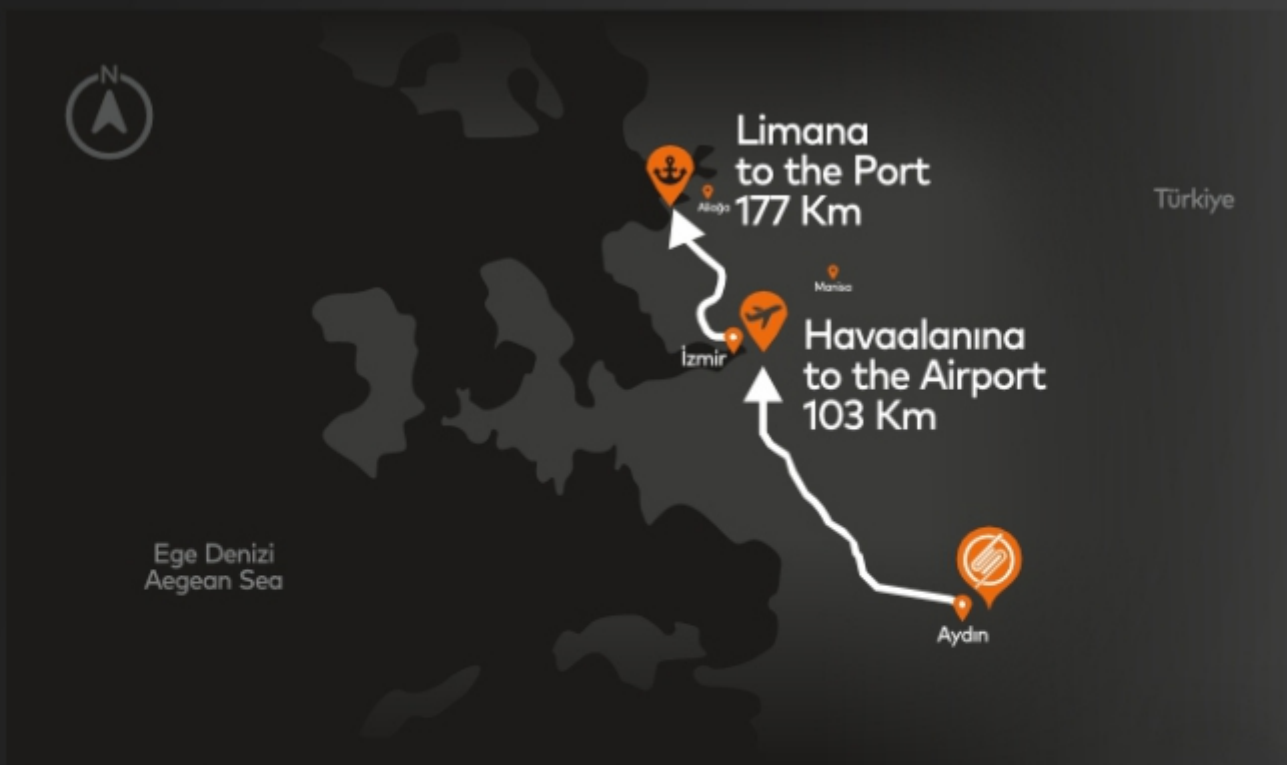 N
Limana
to the Port
177 Km
Aliağa
Türkiye
Manisa
Havaalanına
to the Airport
103 Km
İzmir
Ege Denizi
Aegean Sea
Aydın